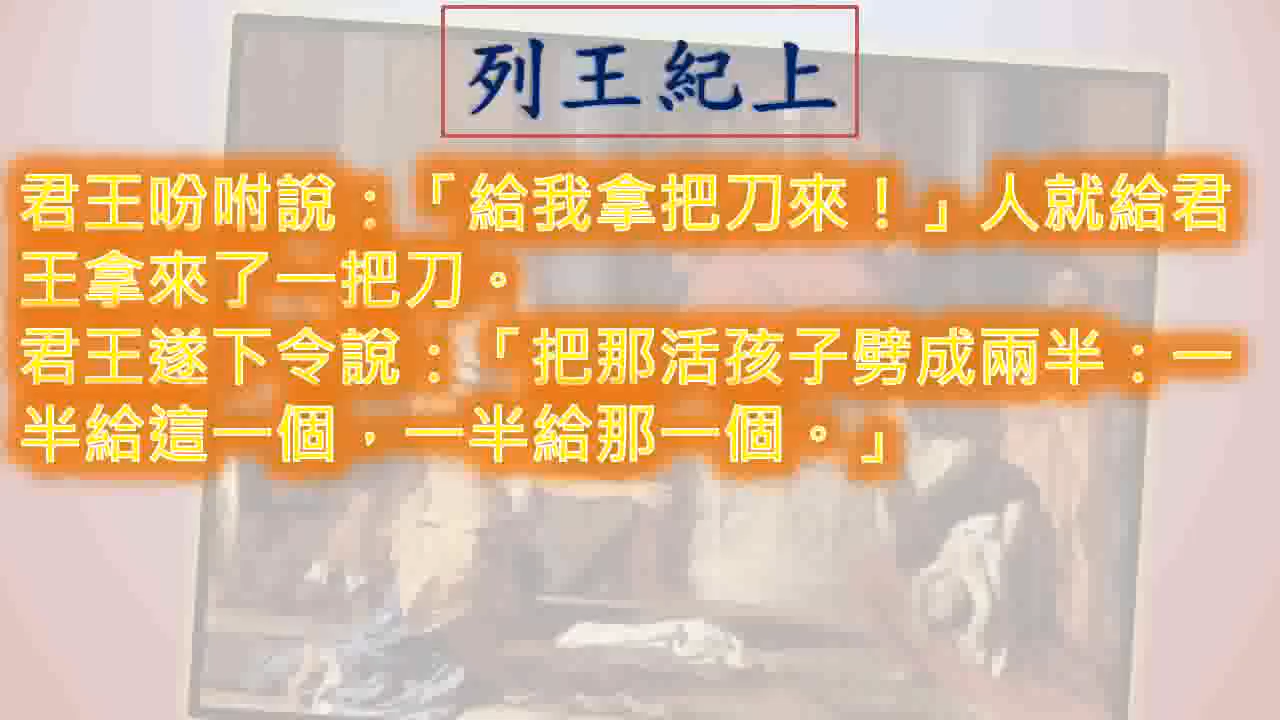 列王紀上
君王吩咐說：「給我拿把刀來！」人就給君
王拿來了一把刀。
君王遂下令說：「把那活孩子劈成兩半：一
半給這一個，一半給那一個。」